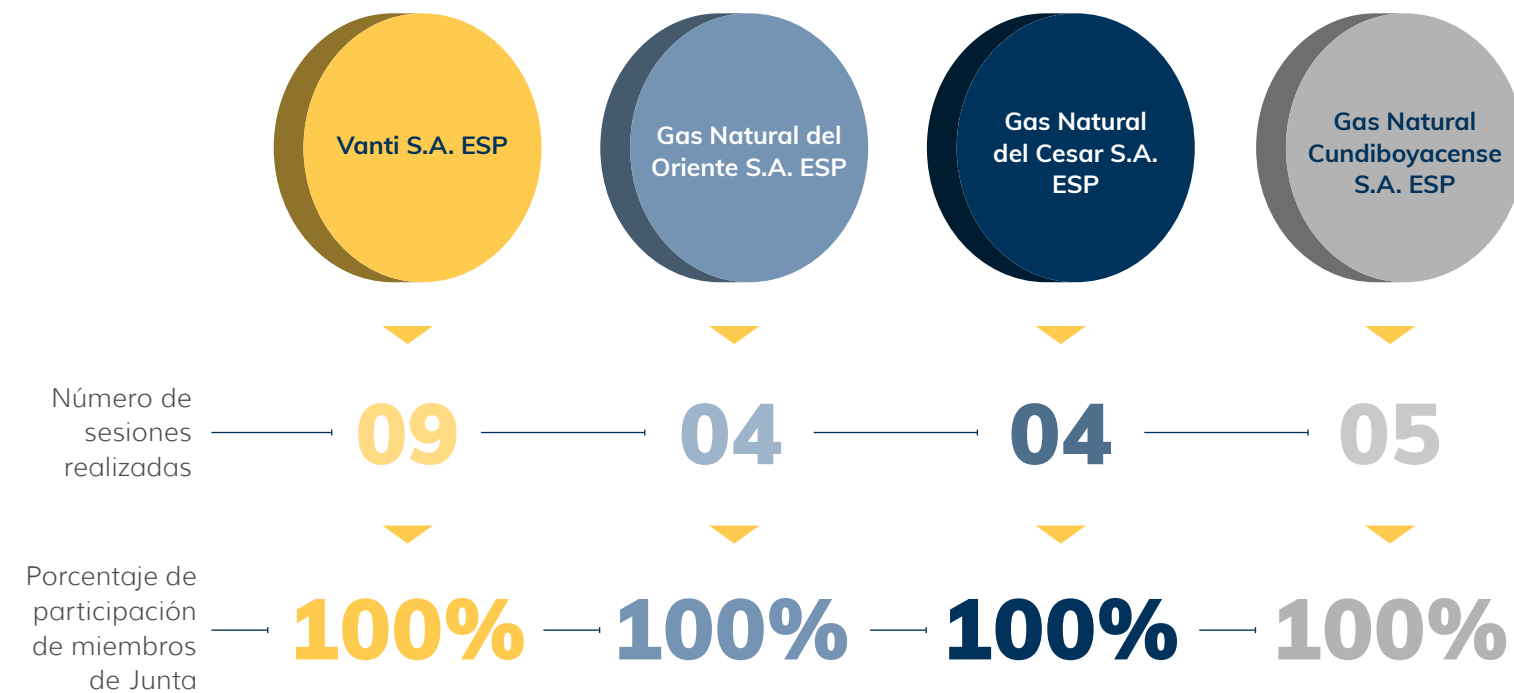 Vanti S.A. ESP
Gas Natural del
Oriente S.A. ESP
Gas Natural
del Cesar S.A.
ESP
Gas Natural
Cundiboyacense
S.A. ESP
Número de
sesiones
realizadas
09
04
04
05
Porcentaje de
participación
de miembros
de Junta
100%
100%
100%
100%